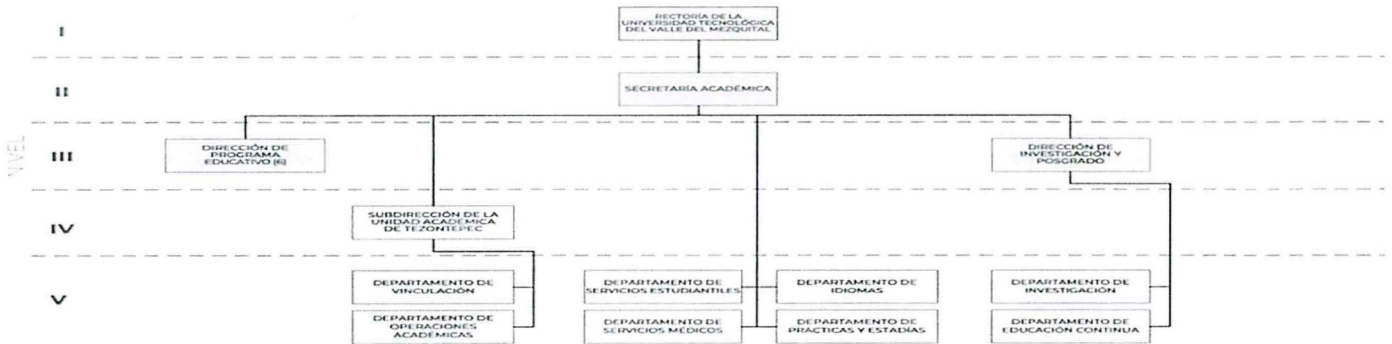 I
RECTORÍA DE LA
UNIVERSIDAD TECNOLÓGICA
DEL VALLE DEL MEZQUITAL
II
SECRETARÍA ACADÉMICA
NIVEL
III
DIRECCIÓN DE
PROGRAMA
EDUCATIVO (6)
DIRECCIÓN DE
INVESTIGACIÓN Y
POSGRADO
IV
SUBDIRECCIÓN DE LA
UNIDAD ACADÉMICA
DE TEZONTEPEC
V
DEPARTAMENTO DE
VINCULACIÓN
DEPARTAMENTO DE
SERVICIOS ESTUDIANTILES
DEPARTAMENTO DE
IDIOMAS
DEPARTAMENTO DE
INVESTIGACIÓN
DEPARTAMENTO DE
OPERACIONES
ACADÉMICAS
DEPARTAMENTO DE
SERVICIOS MÉDICOS
DEPARTAMENTO DE
PRÁCTICAS Y ESTADÍAS
DEPARTAMENTO DE
EDUCACIÓN CONTINUA